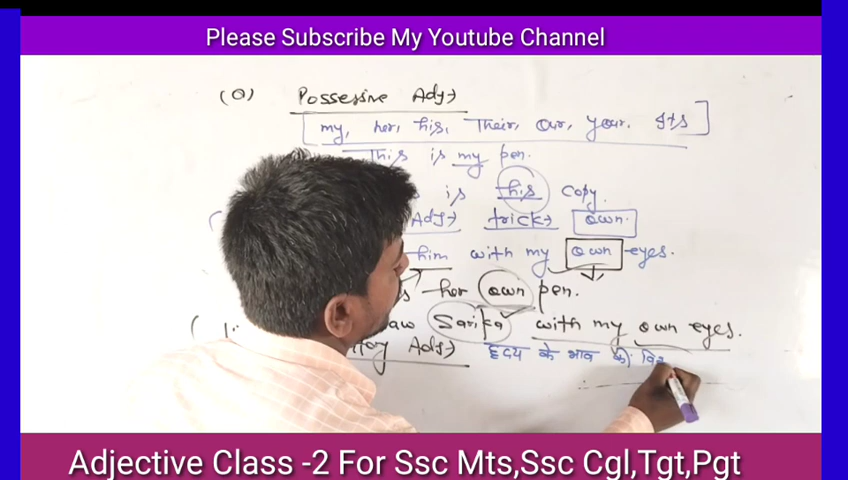 Please Subscribe My Youtube Channel
(0) Possessive Adj→
my, her, his, Their, our, your. Its
This is my pen.
is his copy.
Adj→ trick→ own.
him with my own eyes.
her own pen.
saw Sarika with my own eyes.
Adj→ हृदय के भाव की
Adjective Class -2 For Ssc Mts,Ssc Cgl,Tgt,Pgt